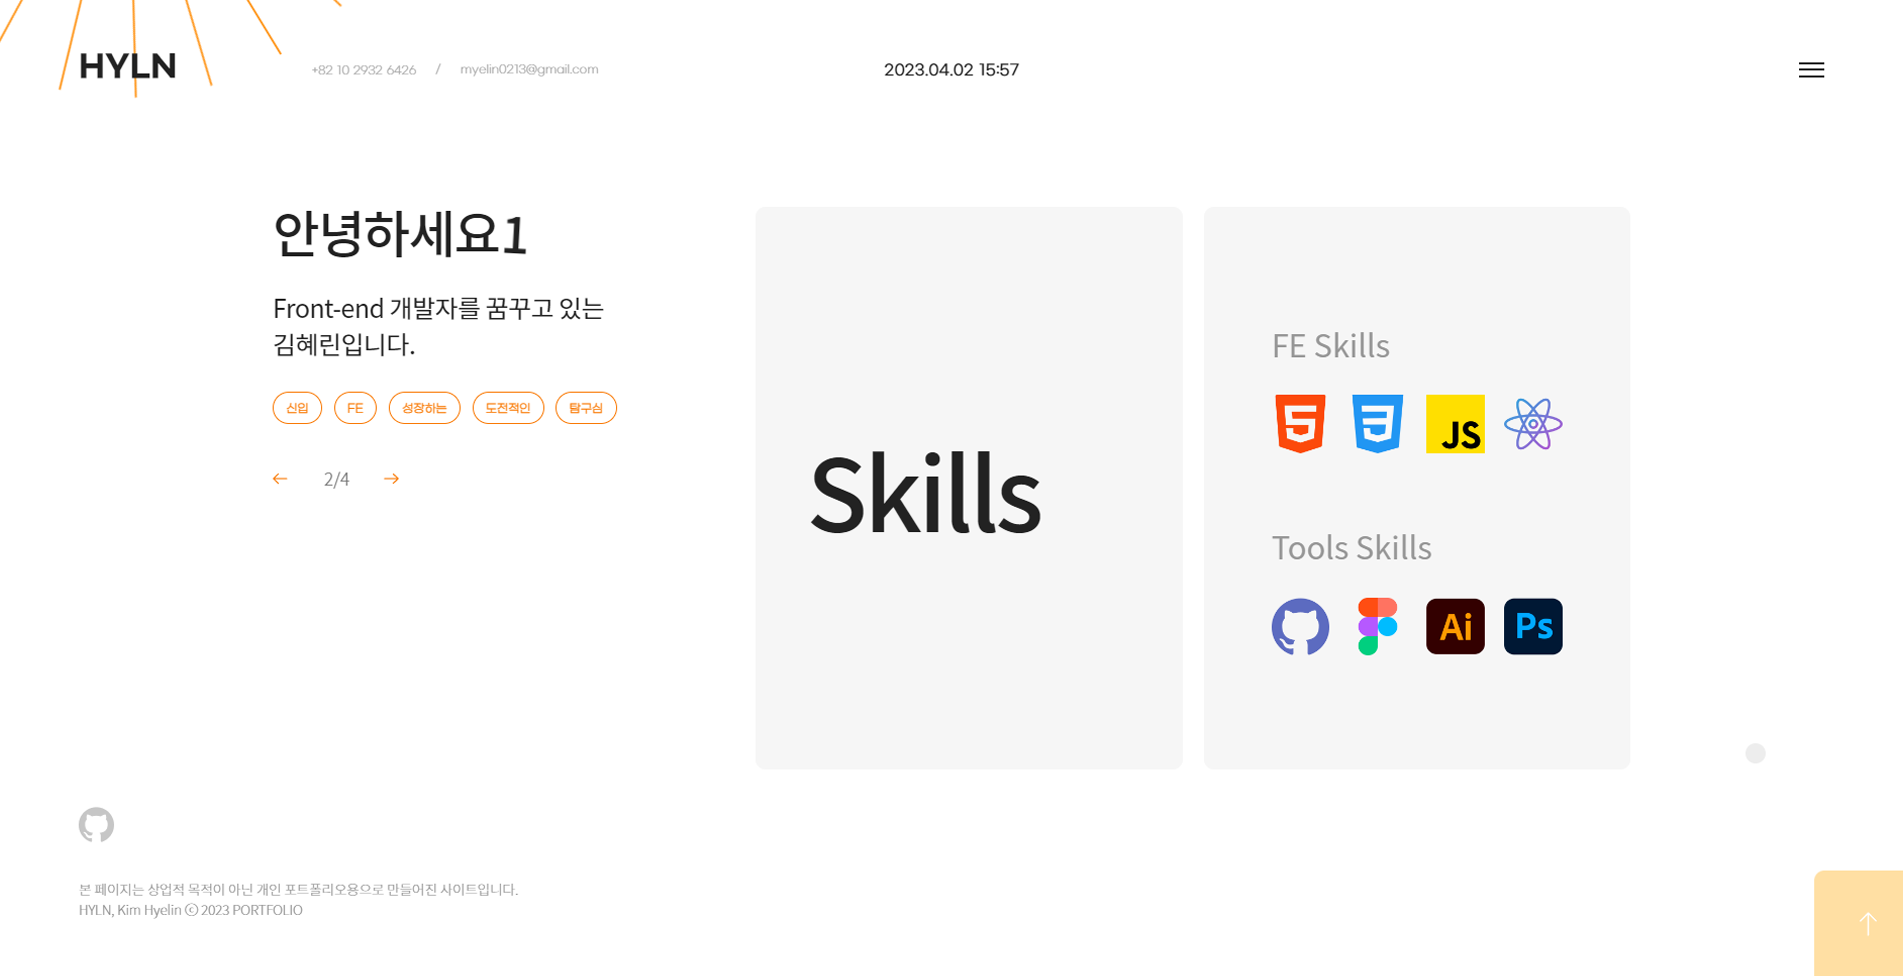 HYLN
+82 10 2932 6426 / myelin0213@gmail.com
2023.04.02 15:57
안녕하세요1
Front-end 개발자를 꿈꾸고 있는
김혜린입니다.
신입 FE 성장하는 도전적인 탐구심
2/4
Skills
FE Skills
JS
Tools Skills
Ai Ps
본 페이지는 상업적 목적이 아닌 개인 포트폴리오용으로 만들어진 사이트입니다.
HYLN, Kim Hyelin ⓒ 2023 PORTFOLIO